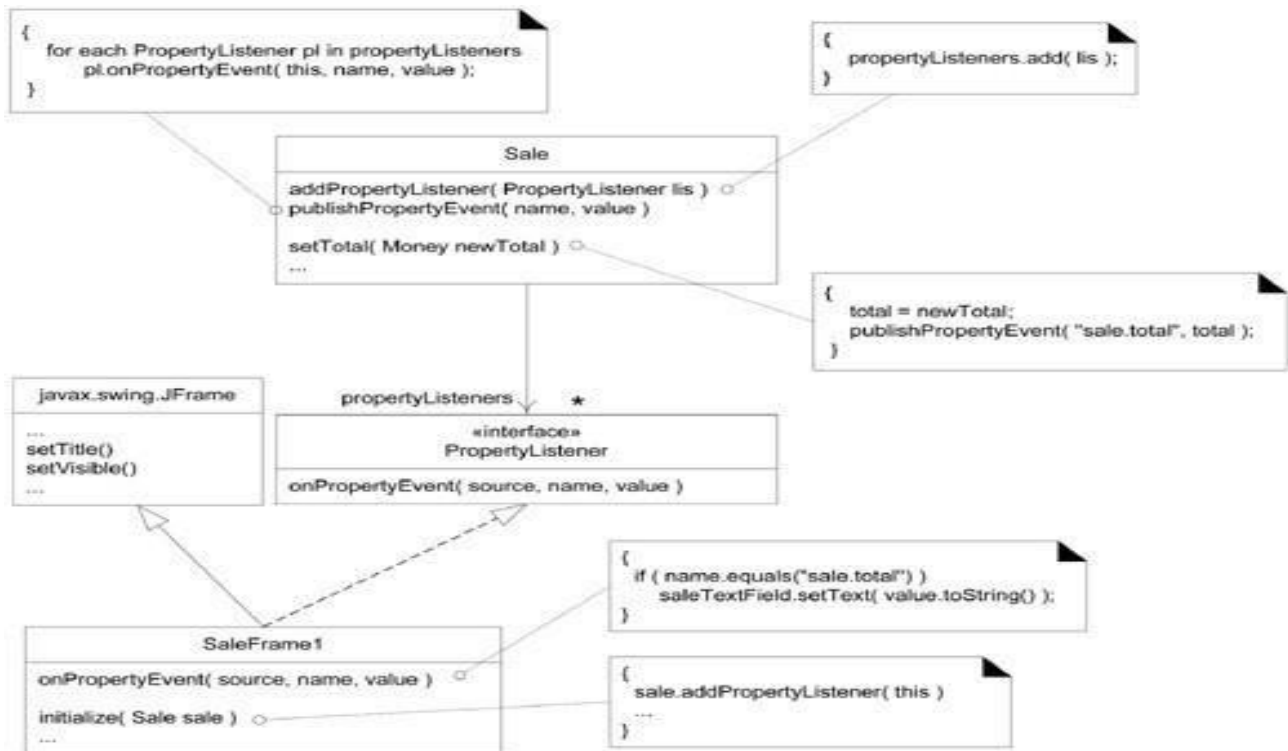 {
for each PropertyListener pl in propertyListeners
pl.onPropertyEvent( this, name, value );
}
{
propertyListeners.add( lis );
}
Sale
addPropertyListener( PropertyListener lis )
publishPropertyEvent( name, value )
setTotal( Money newTotal )
...
{
total = newTotal;
publishPropertyEvent( "sale.total", total );
}
javax.swing.JFrame
...
setTitle()
setVisible()
...
propertyListeners *
«interface»
PropertyListener
onPropertyEvent( source, name, value )
{
if ( name.equals("sale.total") )
saleTextField.setText( value.toString() );
}
SaleFrame1
onPropertyEvent( source, name, value )
initialize( Sale sale )
...
{
sale.addPropertyListener( this )
...
}